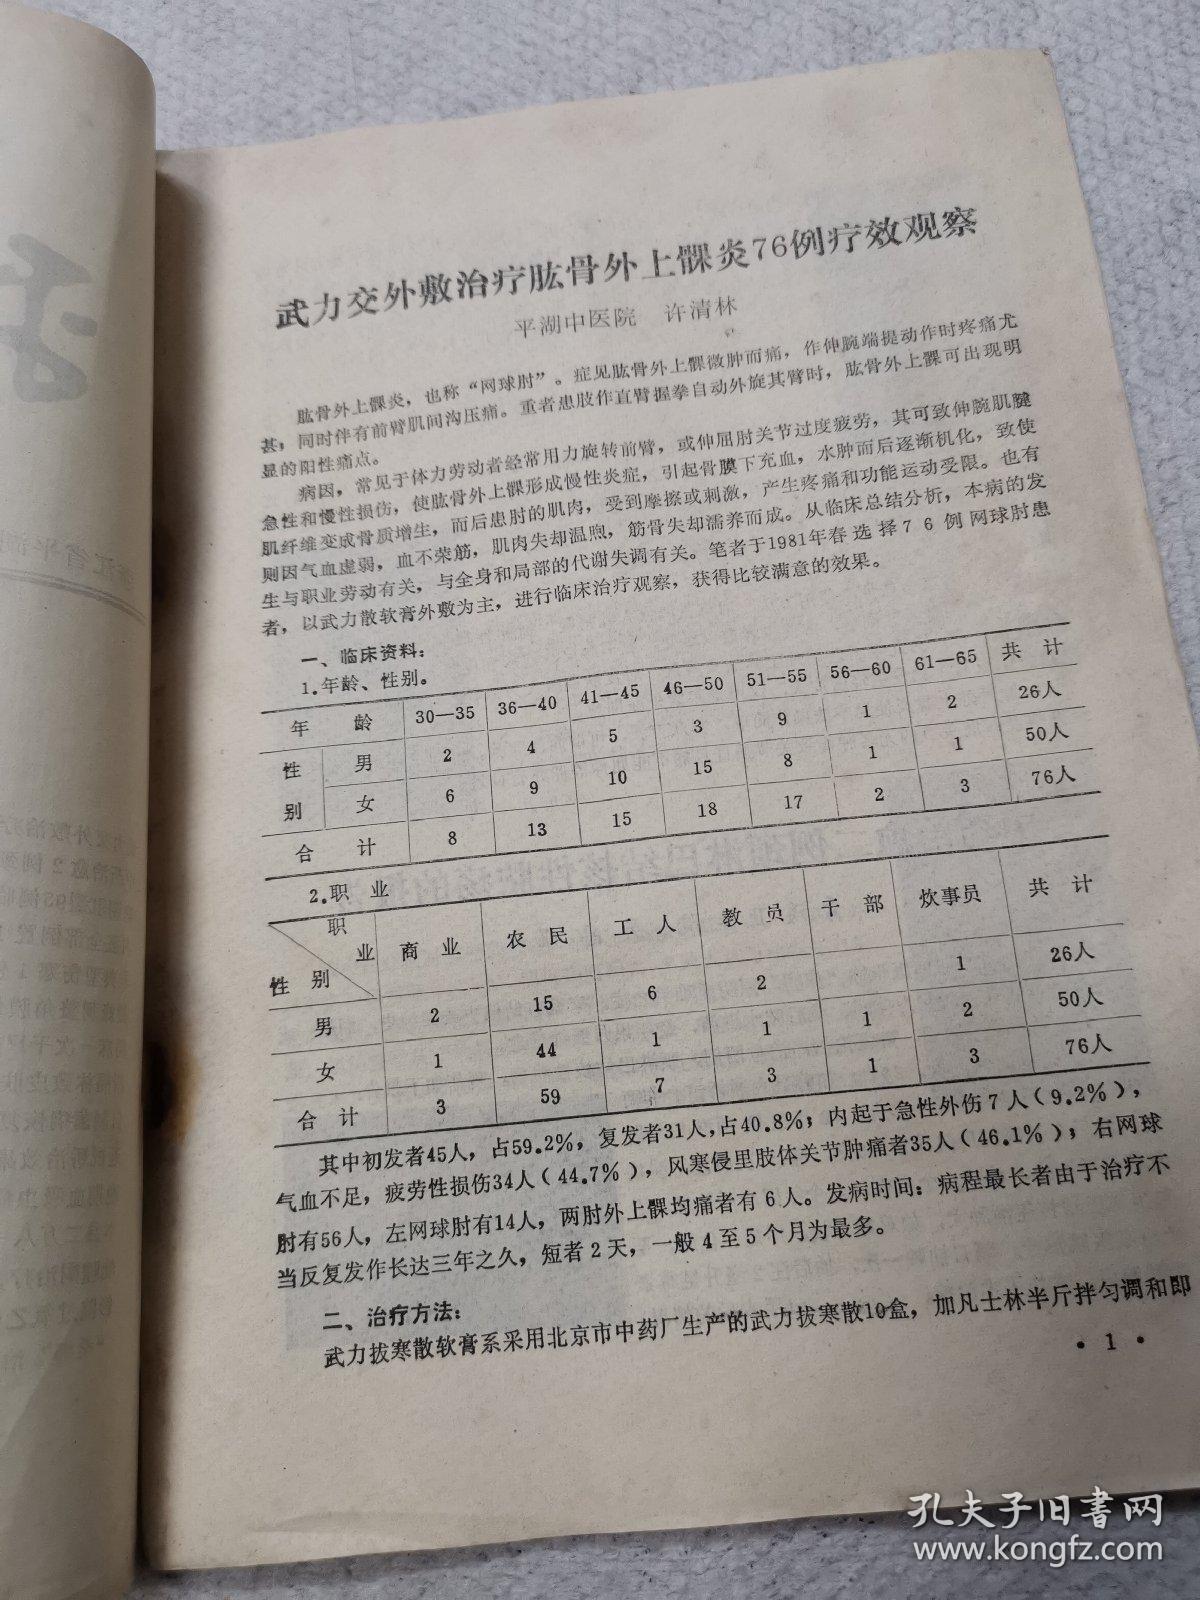 武力交外敷治疗肱骨外上髁炎76例疗效观察
平湖中医院 许清林
肱骨外上髁炎，也称“网球肘”。症见肱骨外上髁微肿而痛，作伸腕端提动作时疼痛尤
甚；同时伴有前臂肌间沟压痛。重者患肢作直臂握拳自动外旋其臂时，肱骨外上髁可出现明
显的阳性痛点。
病因，常见于体力劳动者经常用力旋转前臂，或伸屈肘关节过度疲劳，其可致伸腕肌腱
急性和慢性损伤，使肱骨外上髁形成慢性炎症，引起骨膜下充血，水肿而后逐渐机化，致使
肌纤维变成骨质增生，而后患肘的肌肉，受到摩擦或刺激，产生疼痛和功能运动受限。也有
则因气血虚弱，血不荣筋，肌肉失却温煦，筋骨失却濡养而成。从临床总结分析，本病的发
生与职业劳动有关，与全身和局部的代谢失调有关。笔者于1981年春选择76例网球肘患
者，以武力散软膏外敷为主，进行临床治疗观察，获得比较满意的效果。
一、临床资料：
1.年龄、性别。
年 龄 30—35 36—40 41—45 46—50 51—55 56—60 61—65 共 计
性别 男 2 4 5 3 9 1 2 26人
女 6 9 10 15 8 1 1 50人
合 计 8 13 15 18 17 2 3 76人
2.职 业
职业 性别 商 业 农 民 工 人 教 员 干 部 炊事员 共 计
男 2 15 6 2 1 26人
女 1 44 1 1 1 2 50人
合 计 3 59 7 3 1 3 76人
其中初发者45人，占59.2%，复发者31人，占40.8%；内起于急性外伤7人(9.2%)，
气血不足，疲劳性损伤34人(44.7%)，风寒侵里肢体关节肿痛者35人(46.1%)；右网球
肘有56人，左网球肘有14人，两肘外上髁均痛者有6人。发病时间：病程最长者由于治疗不
当反复发作长达三年之久，短者2天，一般4至5个月为最多。
二、治疗方法：
武力拔寒散软膏系采用北京市中药厂生产的武力拔寒散10盒，加凡士林半斤拌匀调和即
• 1 •
孔夫子旧书网
www.kongfz.com